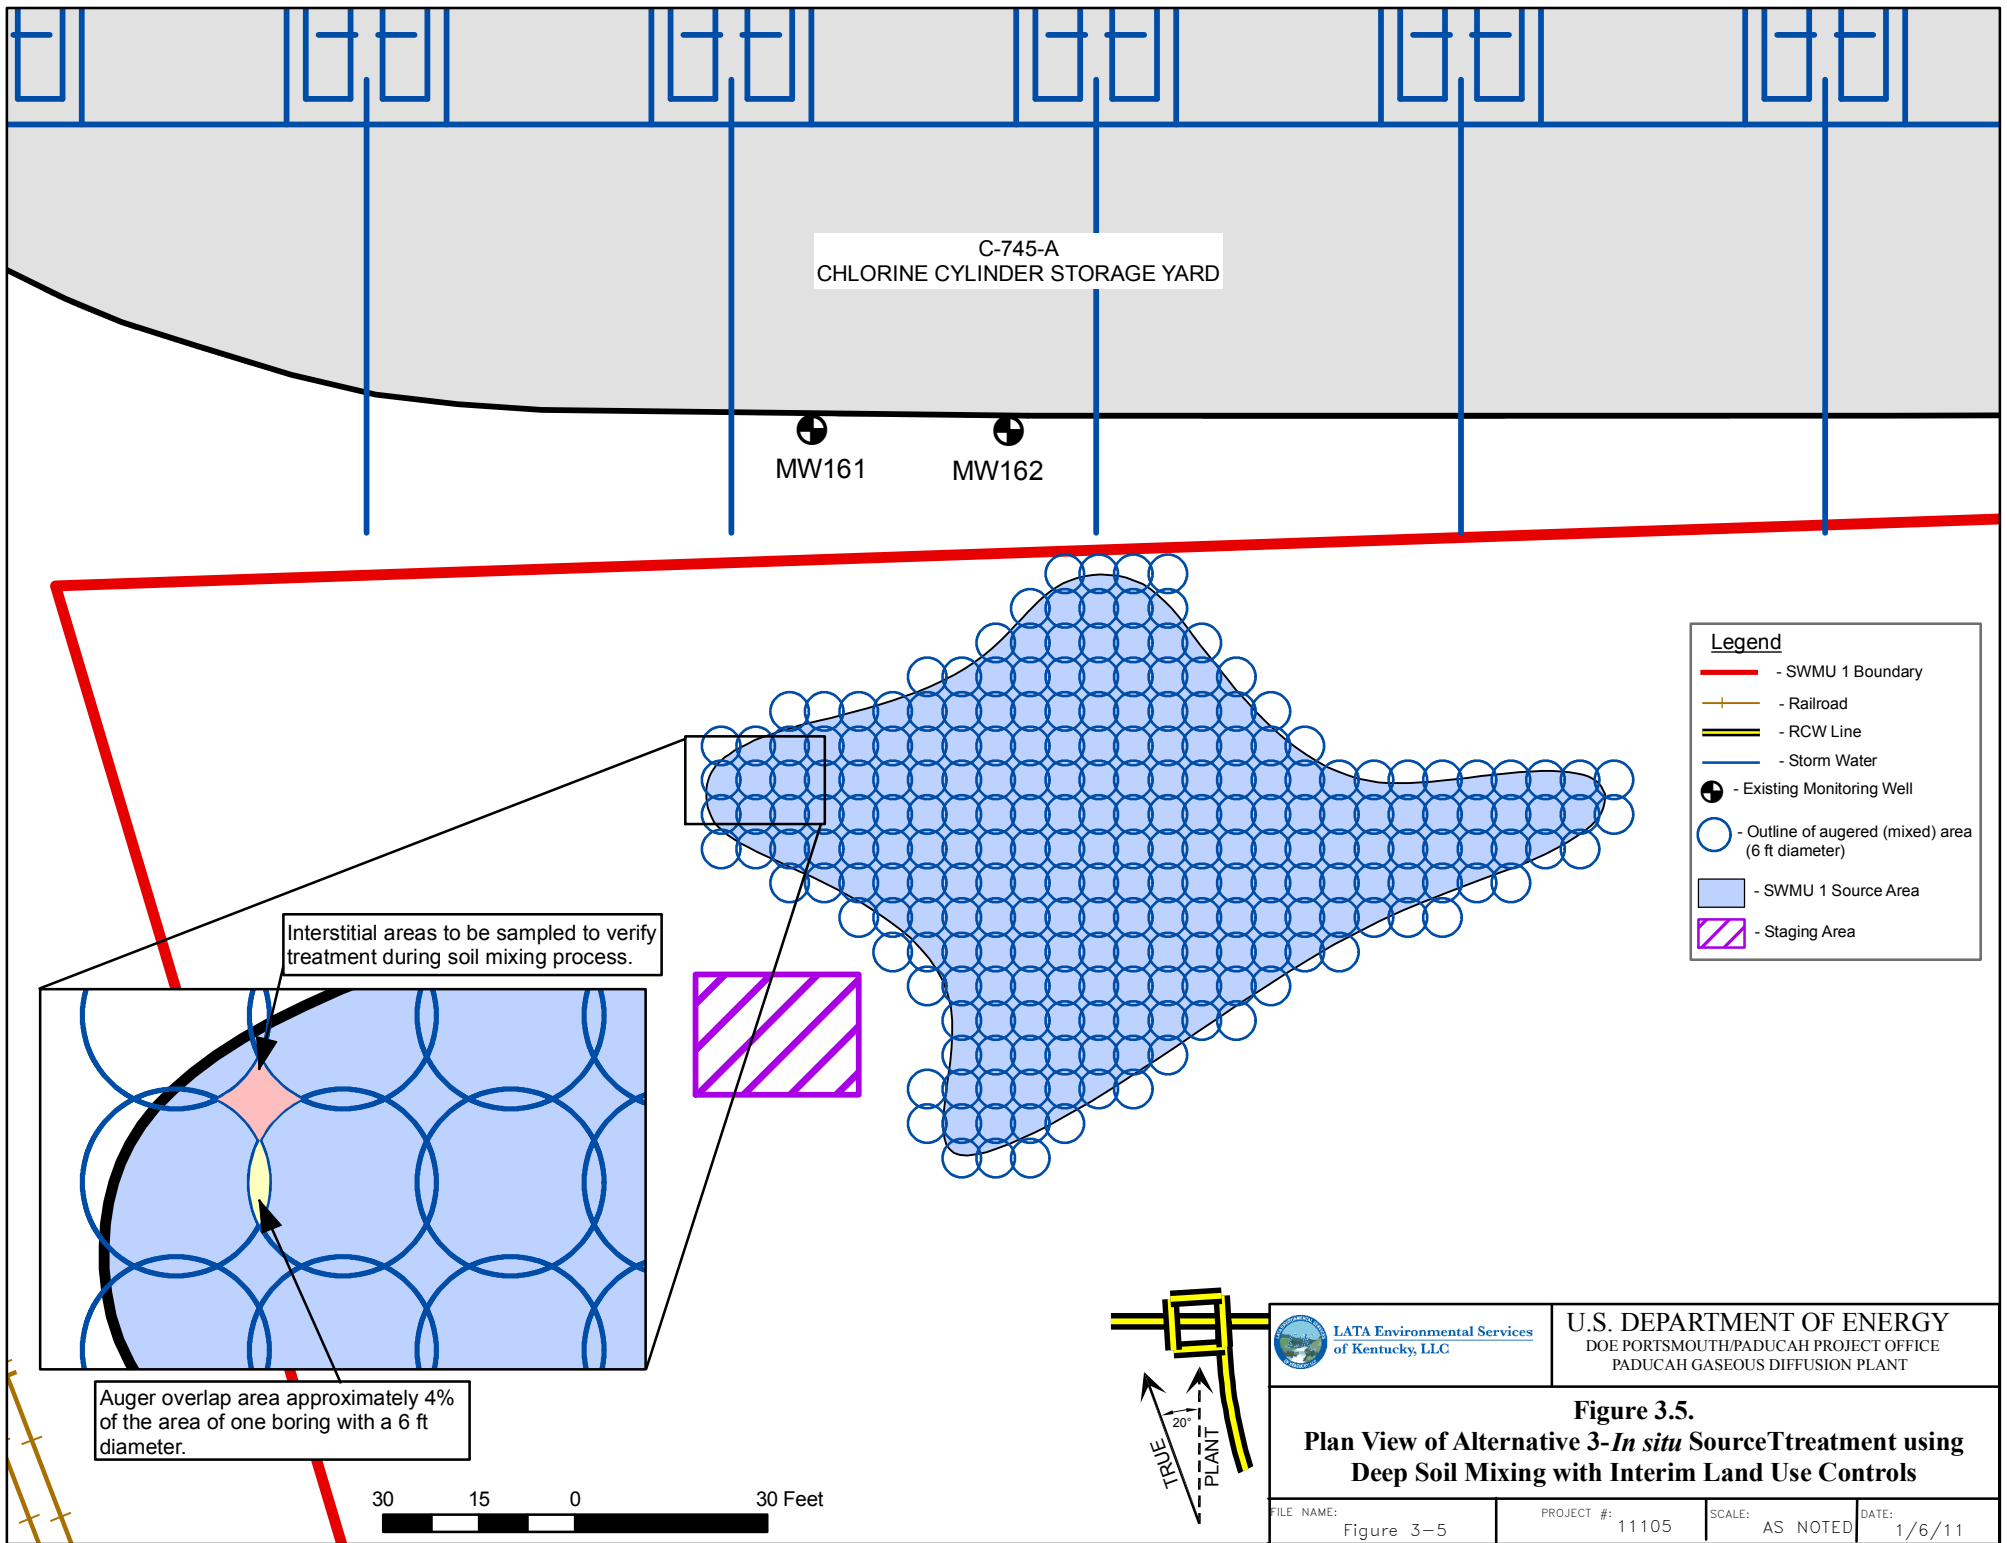 C-745-A
CHLORINE CYLINDER STORAGE YARD
MW161
MW162
Legend
- SWMU 1 Boundary
- Railroad
- RCW Line
- Storm Water
- Existing Monitoring Well
- Outline of augered (mixed) area
(6 ft diameter)
- SWMU 1 Source Area
- Staging Area
Interstitial areas to be sampled to verify
treatment during soil mixing process.
Auger overlap area approximately 4%
of the area of one boring with a 6 ft
diameter.
30 15 0 30 Feet
TRUE
20°
PLANT
LATA Environmental Services
of Kentucky, LLC
U.S. DEPARTMENT OF ENERGY
DOE PORTSMOUTH/PADUCAH PROJECT OFFICE
PADUCAH GASEOUS DIFFUSION PLANT
Figure 3.5.
Plan View of Alternative 3-In situ SourceTtreatment using
Deep Soil Mixing with Interim Land Use Controls
FILE NAME: Figure 3-5
PROJECT #: 11105
SCALE: AS NOTED
DATE: 1/6/11